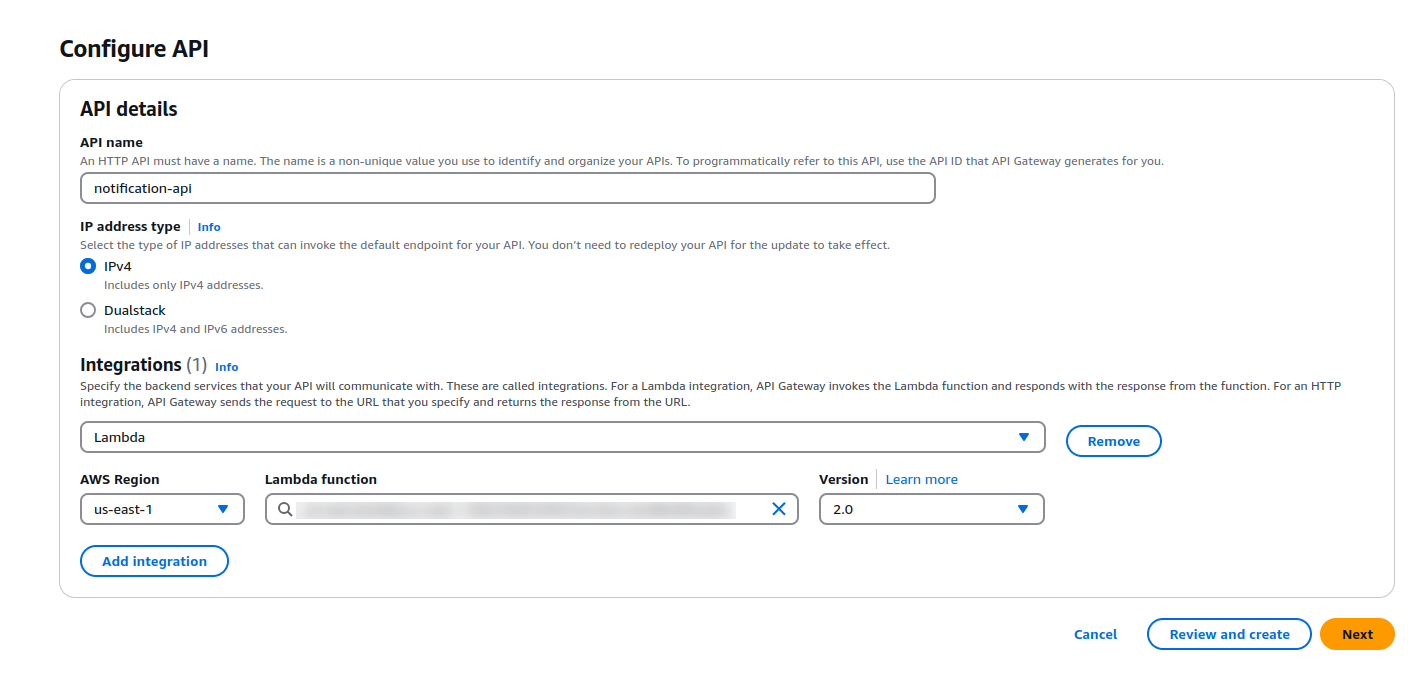 Configure API
API details
API name
An HTTP API must have a name. The name is a non-unique value you use to identify and organize your APIs. To programmatically refer to this API, use the API ID that API Gateway generates for you.
notification-api
IP address type Info
Select the type of IP addresses that can invoke the default endpoint for your API. You don't need to redeploy your API for the update to take effect.
IPv4
Includes only IPv4 addresses.
Dualstack
Includes IPv4 and IPv6 addresses.
Integrations (1) Info
Specify the backend services that your API will communicate with. These are called integrations. For a Lambda integration, API Gateway invokes the Lambda function and responds with the response from the function. For an HTTP
integration, API Gateway sends the request to the URL that you specify and returns the response from the URL.
Lambda
Remove
AWS Region
Lambda function
Version Learn more
us-east-1
2.0
Add integration
Cancel
Review and create
Next